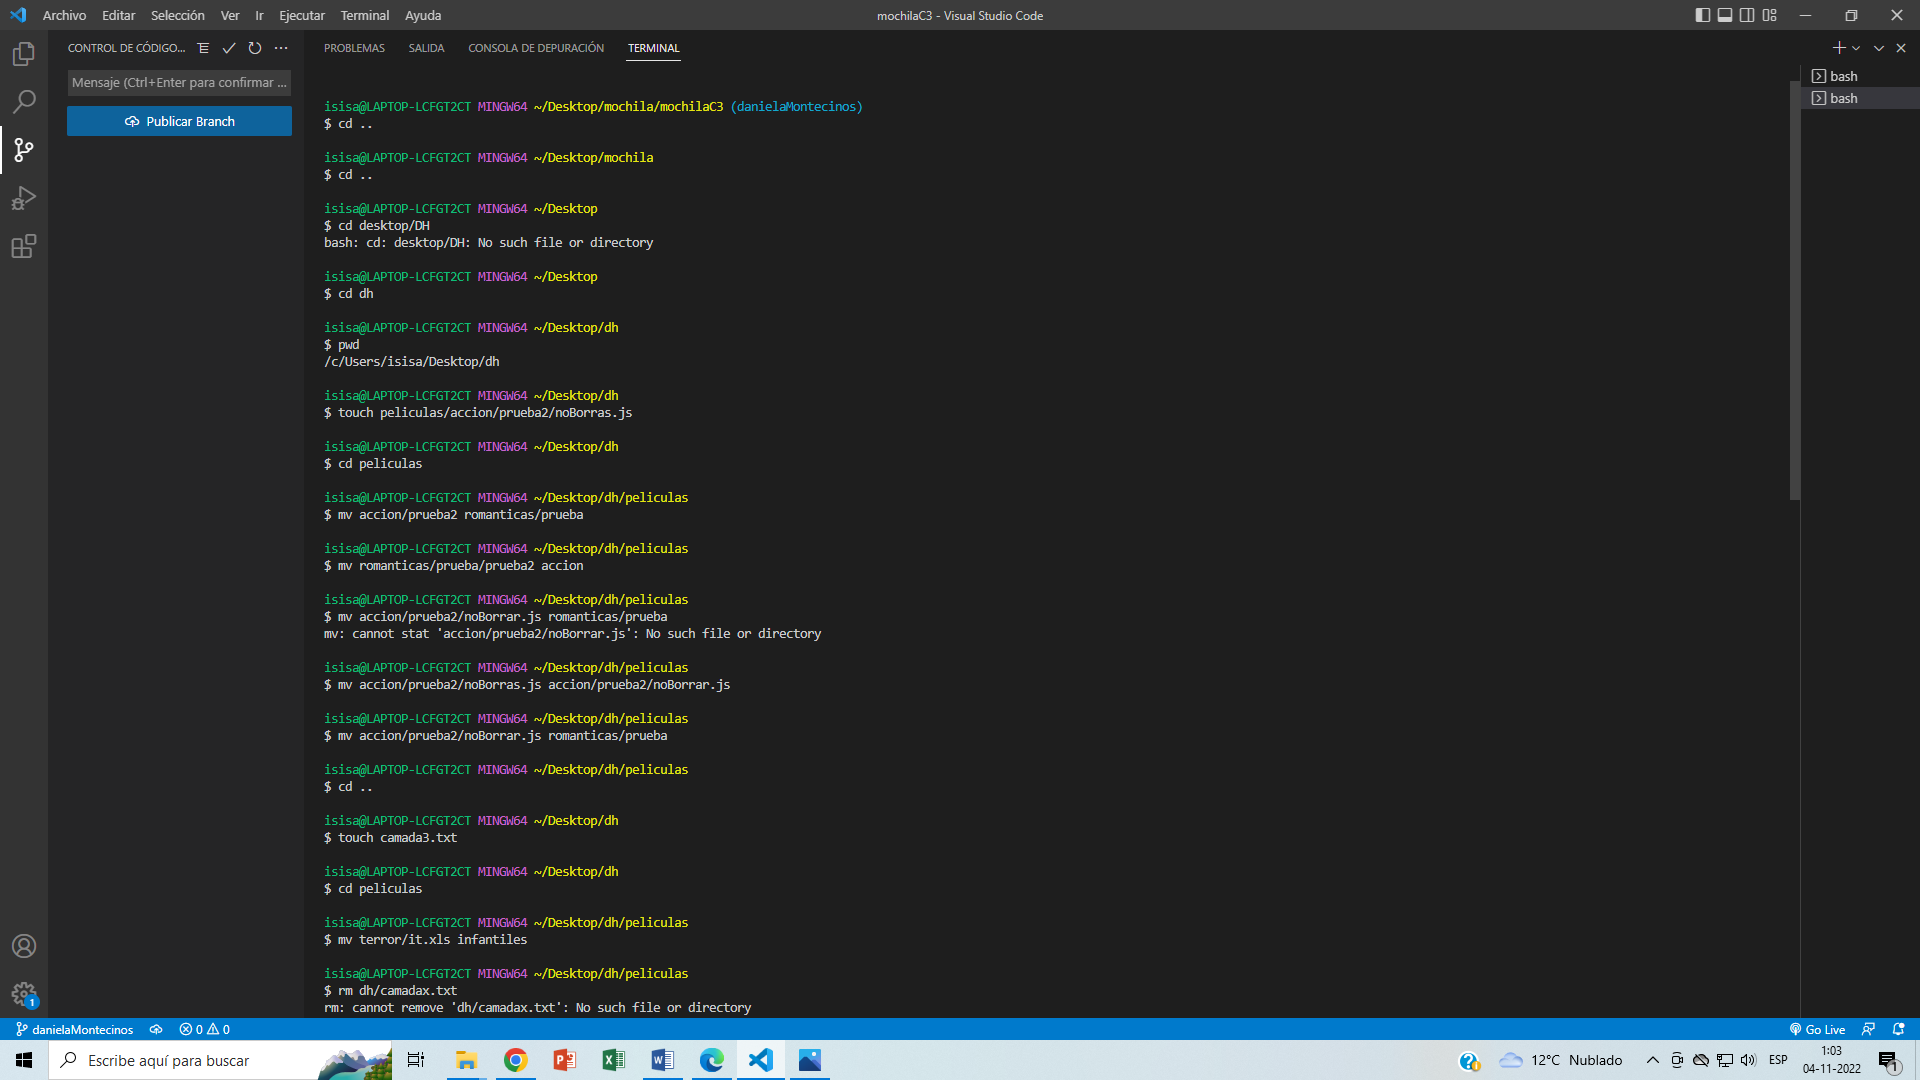 Archivo Editar Selección Ver Ir Ejecutar Terminal Ayuda
mochilaC3 - Visual Studio Code
CONTROL DE CÓDIGO...
Mensaje (Ctrl+Enter para confirmar ...
Publicar Branch
PROBLEMAS SALIDA CONSOLA DE DEPURACIÓN TERMINAL
bash
bash
isisa@LAPTOP-LCFGT2CT MINGW64 ~/Desktop/mochila/mochilaC3 (danielaMontecinos)
$ cd ..
isisa@LAPTOP-LCFGT2CT MINGW64 ~/Desktop/mochila
$ cd ..
isisa@LAPTOP-LCFGT2CT MINGW64 ~/Desktop
$ cd desktop/DH
bash: cd: desktop/DH: No such file or directory
isisa@LAPTOP-LCFGT2CT MINGW64 ~/Desktop
$ cd dh
isisa@LAPTOP-LCFGT2CT MINGW64 ~/Desktop/dh
$ pwd
/c/Users/isisa/Desktop/dh
isisa@LAPTOP-LCFGT2CT MINGW64 ~/Desktop/dh
$ touch peliculas/accion/prueba2/noBorras.js
isisa@LAPTOP-LCFGT2CT MINGW64 ~/Desktop/dh
$ cd peliculas
isisa@LAPTOP-LCFGT2CT MINGW64 ~/Desktop/dh/peliculas
$ mv accion/prueba2 romanticas/prueba
isisa@LAPTOP-LCFGT2CT MINGW64 ~/Desktop/dh/peliculas
$ mv romanticas/prueba/prueba2 accion
isisa@LAPTOP-LCFGT2CT MINGW64 ~/Desktop/dh/peliculas
$ mv accion/prueba2/noBorrar.js romanticas/prueba
mv: cannot stat 'accion/prueba2/noBorrar.js': No such file or directory
isisa@LAPTOP-LCFGT2CT MINGW64 ~/Desktop/dh/peliculas
$ mv accion/prueba2/noBorras.js accion/prueba2/noBorrar.js
isisa@LAPTOP-LCFGT2CT MINGW64 ~/Desktop/dh/peliculas
$ mv accion/prueba2/noBorrar.js romanticas/prueba
isisa@LAPTOP-LCFGT2CT MINGW64 ~/Desktop/dh/peliculas
$ cd ..
isisa@LAPTOP-LCFGT2CT MINGW64 ~/Desktop/dh
$ touch camada3.txt
isisa@LAPTOP-LCFGT2CT MINGW64 ~/Desktop/dh
$ cd peliculas
isisa@LAPTOP-LCFGT2CT MINGW64 ~/Desktop/dh/peliculas
$ mv terror/it.xls infantiles
isisa@LAPTOP-LCFGT2CT MINGW64 ~/Desktop/dh/peliculas
$ rm dh/camadax.txt
rm: cannot remove 'dh/camadax.txt': No such file or directory
1
danielaMontecinos 0 0
Go Live
Escribe aquí para buscar
12°C Nublado
ESP
1:03
04-11-2022
1